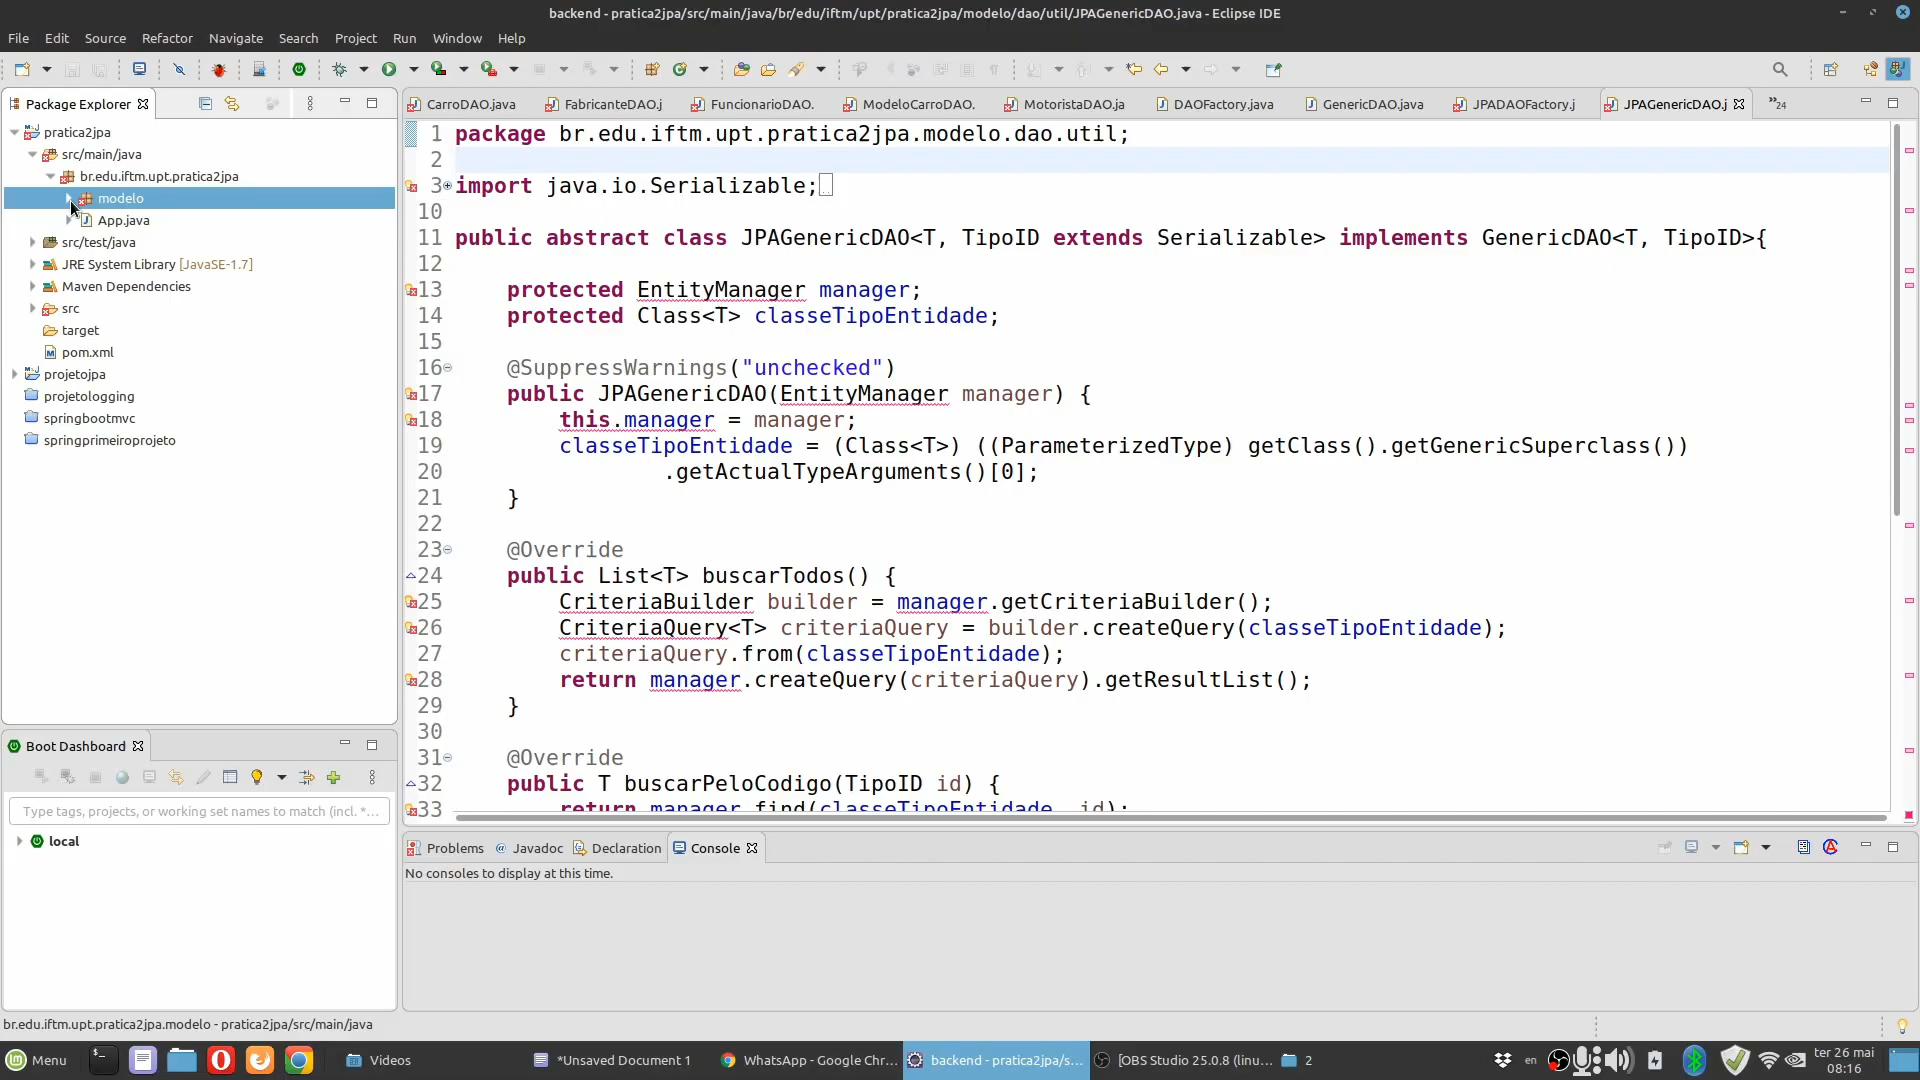 backend - pratica2jpa/src/main/java/br/edu/iftm/upt/pratica2jpa/modelo/dao/util/JPAGenericDAO.java - Eclipse IDE
File Edit Source Refactor Navigate Search Project Run Window Help
Package Explorer
pratica2jpa
src/main/java
br.edu.iftm.upt.pratica2jpa
modelo
App.java
src/test/java
JRE System Library [JavaSE-1.7]
Maven Dependencies
src
target
pom.xml
projetojpa
projetologging
springbootmvc
springprimeiroprojeto
Boot Dashboard
Type tags, projects, or working set names to match (incl. *...
local
CarroDAO.java FabricanteDAO.j FuncionarioDAO. ModeloCarroDAO. MotoristaDAO.ja DAOFactory.java GenericDAO.java JPADAOFactory.j JPAGenericDAO.j »24
1 package br.edu.iftm.upt.pratica2jpa.modelo.dao.util;
2
3 import java.io.Serializable;
10
11 public abstract class JPAGenericDAO<T, TipoID extends Serializable> implements GenericDAO<T, TipoID>{
12
13 protected EntityManager manager;
14 protected Class<T> classeTipoEntidade;
15
16 @SuppressWarnings("unchecked")
17 public JPAGenericDAO(EntityManager manager) {
18 this.manager = manager;
19 classeTipoEntidade = (Class<T>) ((ParameterizedType) getClass().getGenericSuperclass())
20 .getActualTypeArguments()[0];
21 }
22
23 @Override
24 public List<T> buscarTodos() {
25 CriteriaBuilder builder = manager.getCriteriaBuilder();
26 CriteriaQuery<T> criteriaQuery = builder.createQuery(classeTipoEntidade);
27 criteriaQuery.from(classeTipoEntidade);
28 return manager.createQuery(criteriaQuery).getResultList();
29 }
30
31 @Override
32 public T buscarPeloCodigo(TipoID id) {
33 return manager.find(classeTipoEntidade, id);
Problems @ Javadoc Declaration Console
No consoles to display at this time.
br.edu.iftm.upt.pratica2jpa.modelo - pratica2jpa/src/main/java
Menu Videos *Unsaved Document 1 WhatsApp - Google Chr... backend - pratica2jpa/s... [OBS Studio 25.0.8 (linu... 2 en ter 26 mai
08:16